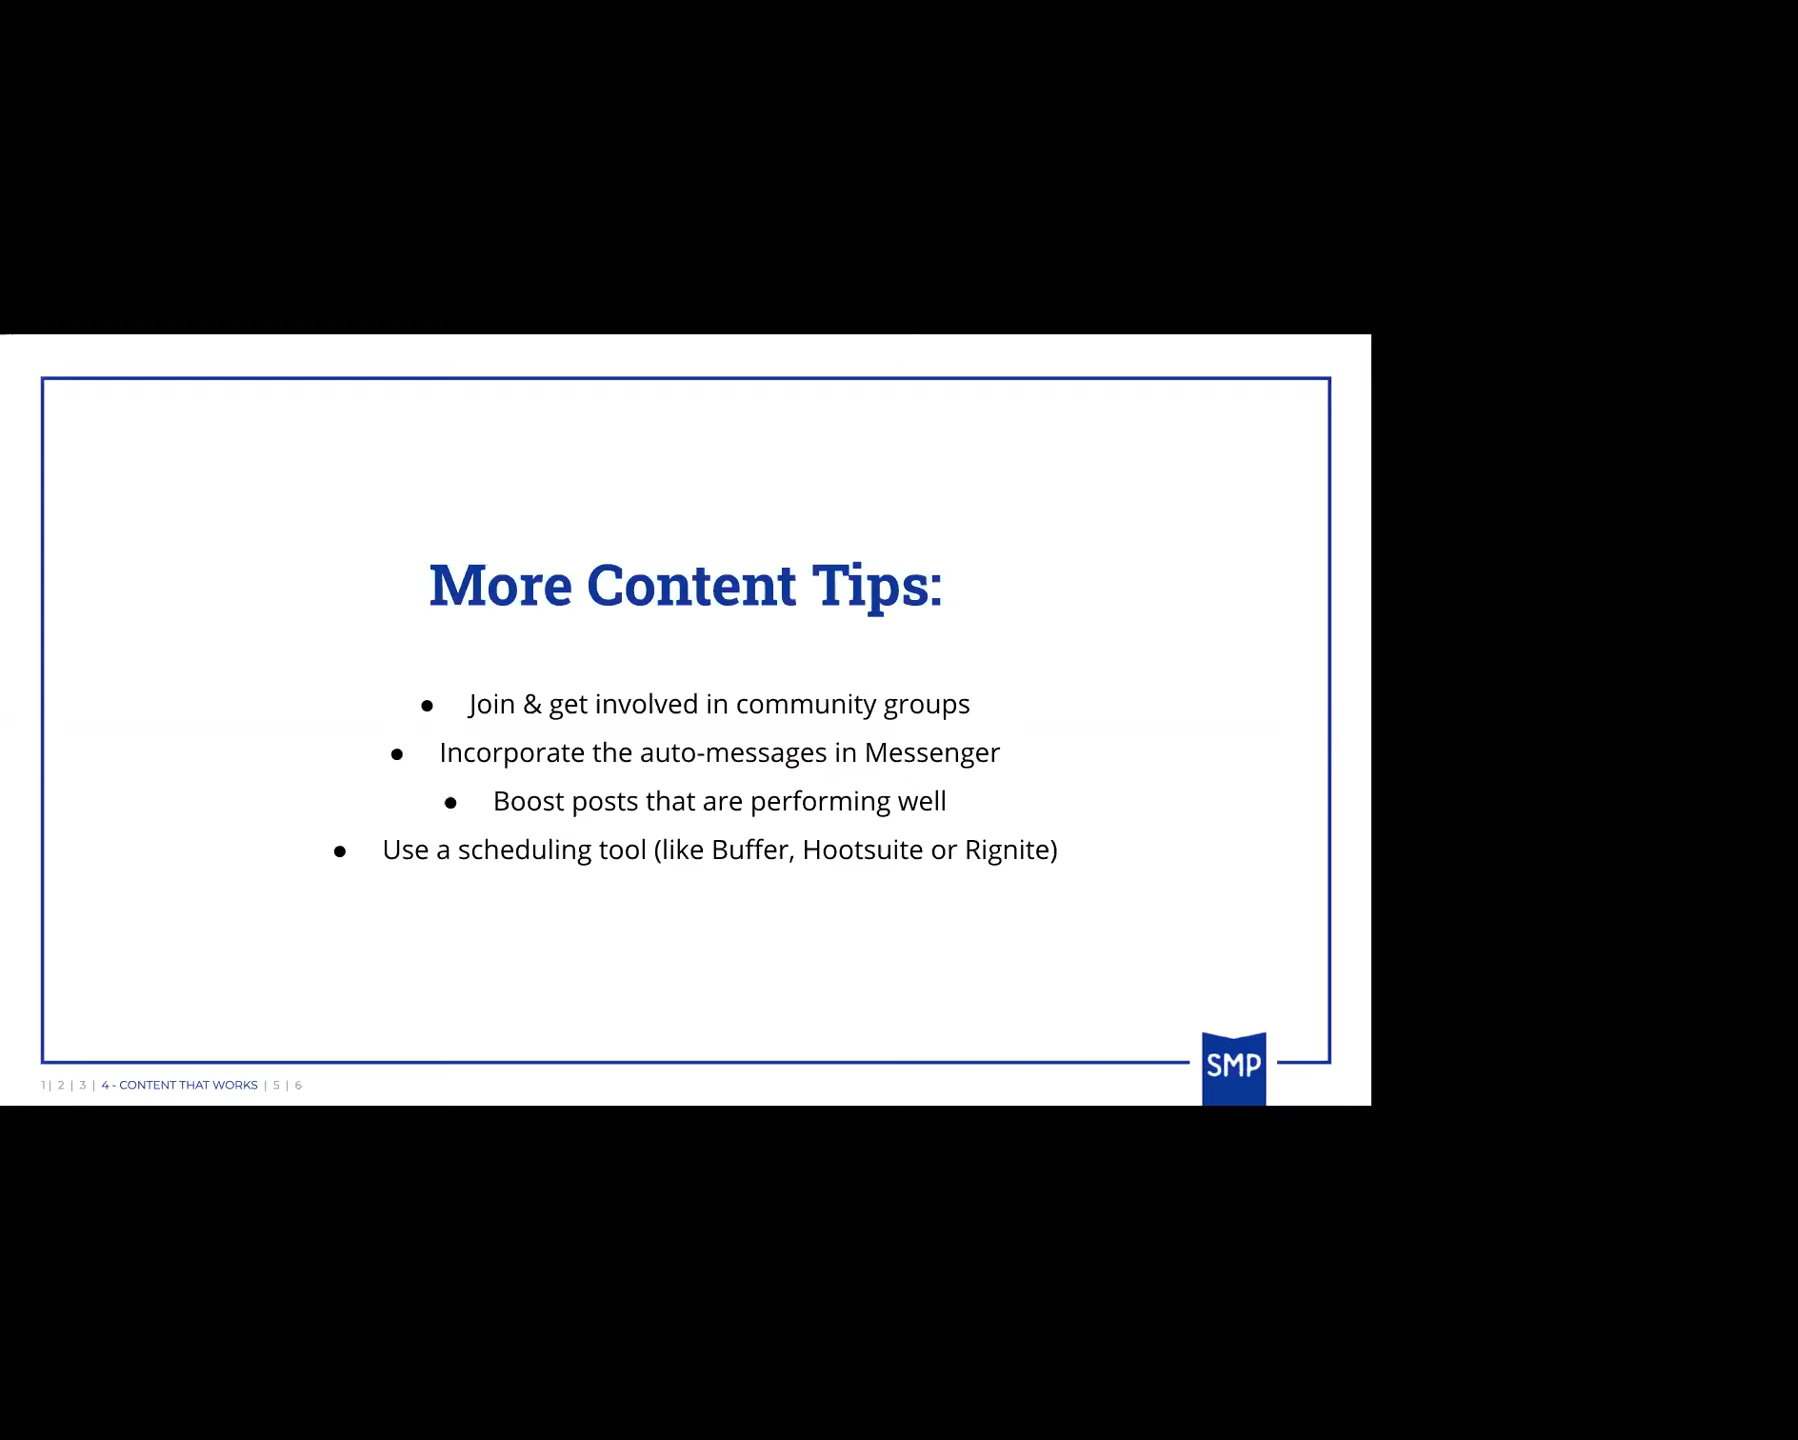 More Content Tips:
● Join & get involved in community groups
● Incorporate the auto-messages in Messenger
● Boost posts that are performing well
● Use a scheduling tool (like Buffer, Hootsuite or Rignite)
SMP
1 | 2 | 3 | 4 - CONTENT THAT WORKS | 5 | 6